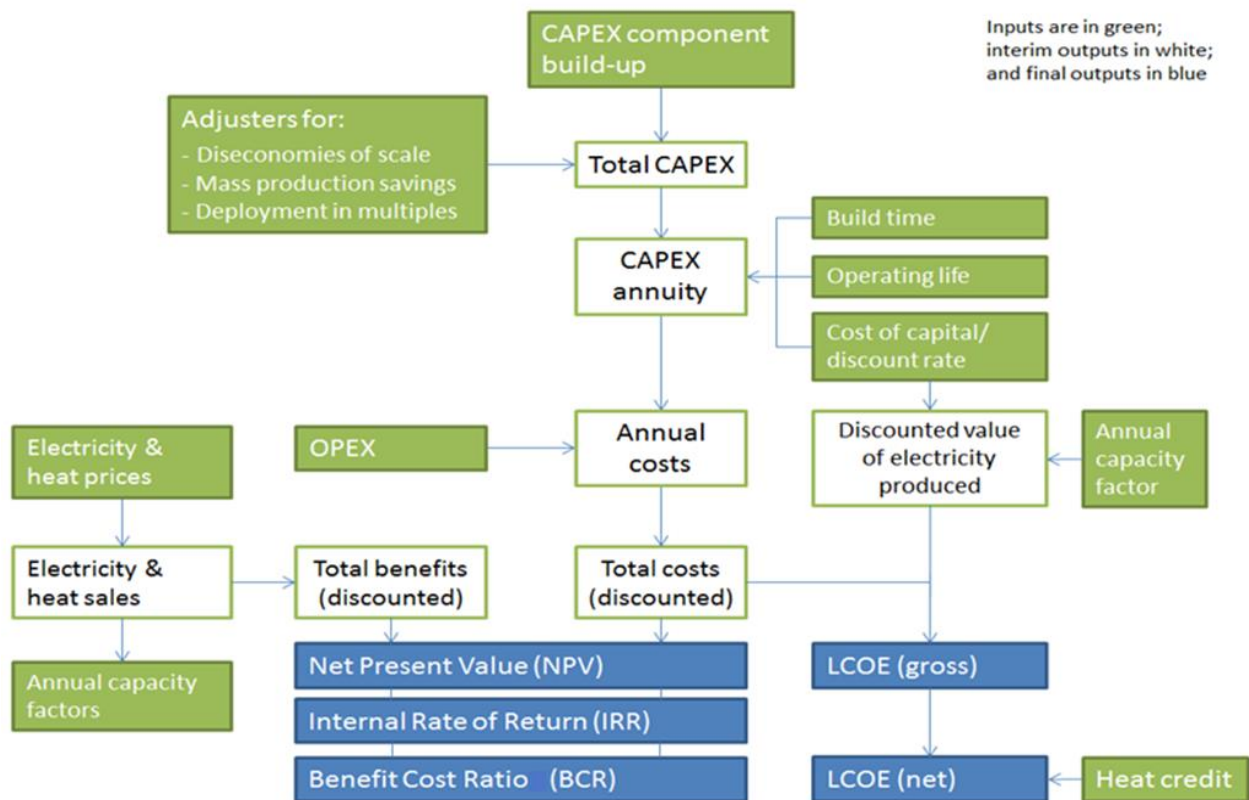 CAPEX component
build-up
Inputs are in green;
interim outputs in white;
and final outputs in blue
Adjusters for:
- Diseconomies of scale
- Mass production savings
- Deployment in multiples
Total CAPEX
CAPEX
annuity
Build time
Operating life
Cost of capital/
discount rate
Electricity &
heat prices
OPEX
Annual
costs
Discounted value
of electricity
produced
Annual
capacity
factor
Electricity &
heat sales
Total benefits
(discounted)
Total costs
(discounted)
Annual capacity
factors
Net Present Value (NPV)
LCOE (gross)
Internal Rate of Return (IRR)
Benefit Cost Ratio (BCR)
LCOE (net)
Heat credit